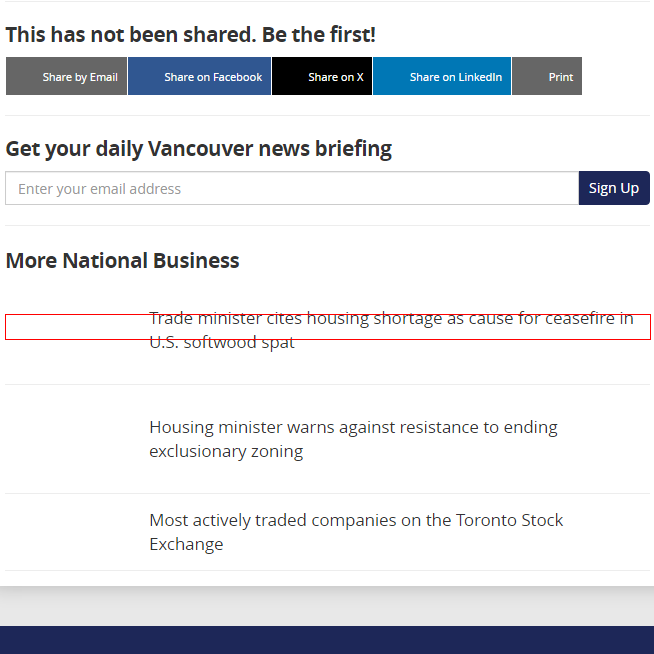 This has not been shared. Be the first!
Share by Email Share on Facebook Share on X Share on LinkedIn Print
Get your daily Vancouver news briefing
Enter your email address Sign Up
More National Business
Trade minister cites housing shortage as cause for ceasefire in
U.S. softwood spat
Housing minister warns against resistance to ending
exclusionary zoning
Most actively traded companies on the Toronto Stock
Exchange